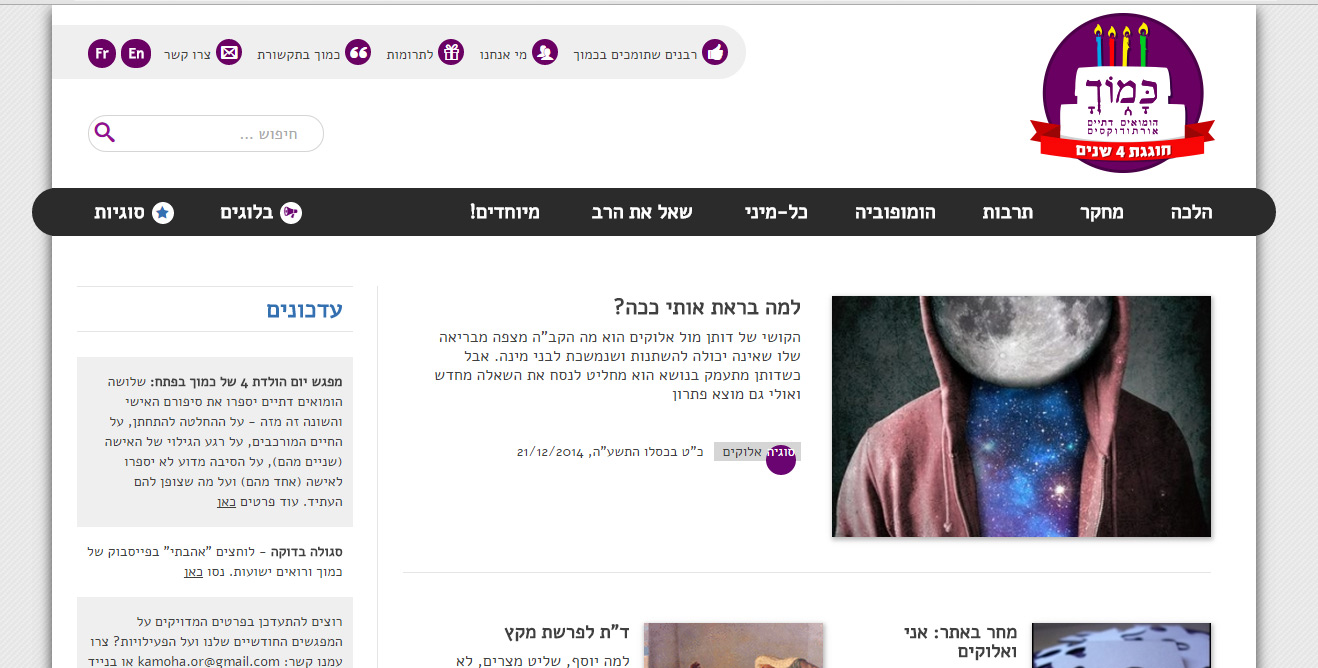 רבנים שתומכים בכמוך
מי אנחנו
לתרומות
כמוך בתקשורת
צרו קשר
En
Fr
כָּמֹוֹךָ
הומואים דתיים
אורתודוקסים
חוגגת 4 שנים
חיפוש ...
הלכה
מחקר
תרבות
הומופוביה
כל-מיני
שאל את הרב
מיוחדים!
בלוגים
סוגיות
למה בראת אותי ככה?
הקושי של דותן מול אלוקים הוא מה הקב"ה מצפה מבריאה
שלו שאינה יכולה להשתנות ושנמשכת לבני מינה. אבל
כשדותן מתעמק בנושא הוא מחליט לנסח את השאלה מחדש
ואולי גם מוצא פתרון
סוגיה אלוקים
כ"ט בכסלו התשע"ה, 21/12/2014
מחר באתר: אני
ואלוקים
ד"ת לפרשת מקץ
למה יוסף, שליט מצרים, לא
עדכונים
מפגש יום הולדת 4 של כמוך בפתח: שלושה
הומואים דתיים יספרו את סיפורם האישי
והשונה זה מזה - על ההחלטה להתחתן, על
החיים המורכבים, על רגע הגילוי של האישה
(שניים מהם), על הסיבה מדוע לא יספרו
לאישה (אחד מהם) ועל מה שצופן להם
העתיד. עוד פרטים כאן
סגולה בדוקה - לוחצים "אהבתי" בפייסבוק של
כמוך ורואים ישועות. נסו כאן
רוצים להתעדכן בפרטים המדויקים על
המפגשים החודשיים שלנו ועל הפעילויות? צרו
עמנו קשר: kamoha.or@gmail.com או בנייד